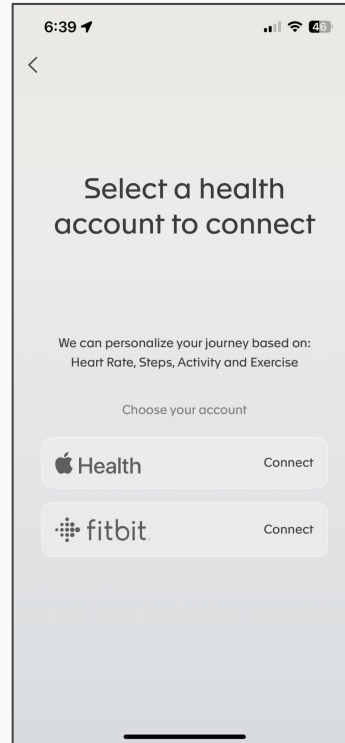 6:39
46
Select a health
account to connect
We can personalize your journey based on:
Heart Rate, Steps, Activity and Exercise
Choose your account
Health Connect
fitbit Connect